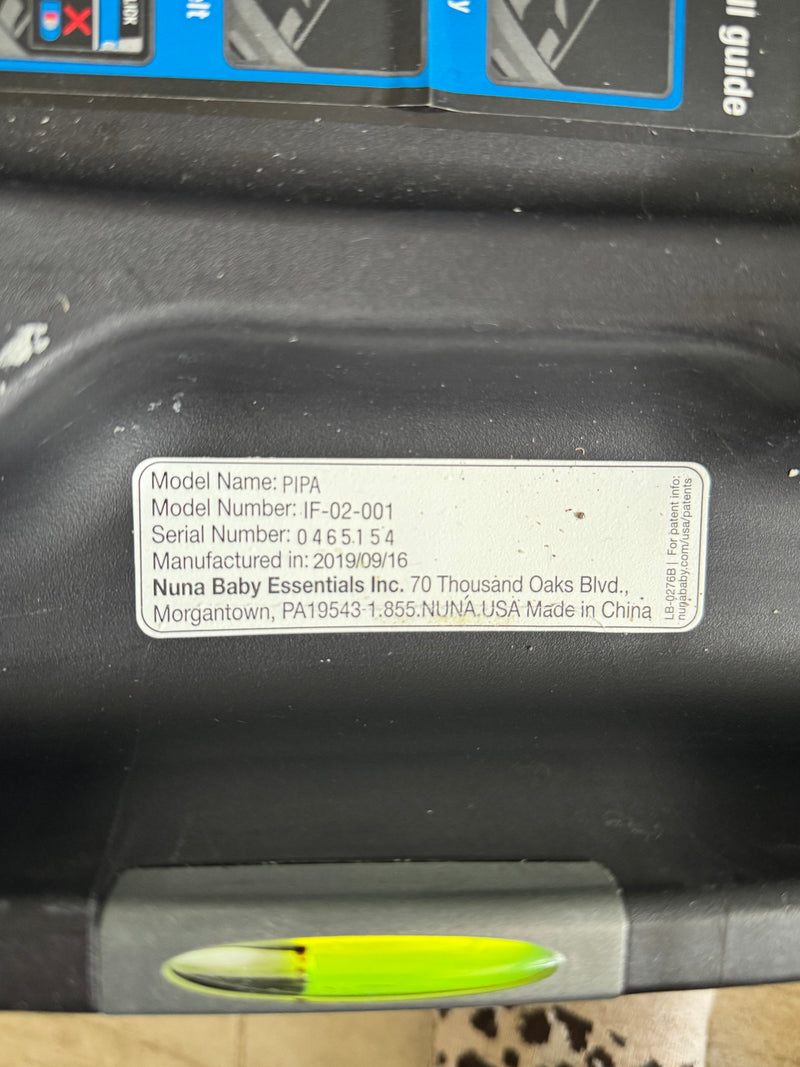 ll guide
Model Name: PIPA
Model Number: IF-02-001
Serial Number: 0465154
Manufactured in: 2019/09/16
Nuna Baby Essentials Inc. 70 Thousand Oaks Blvd.,
Morgantown, PA19543 1.855.NUNA.USA Made in China
LB-0276B | For patent info:
nunababy.com/usa/patents